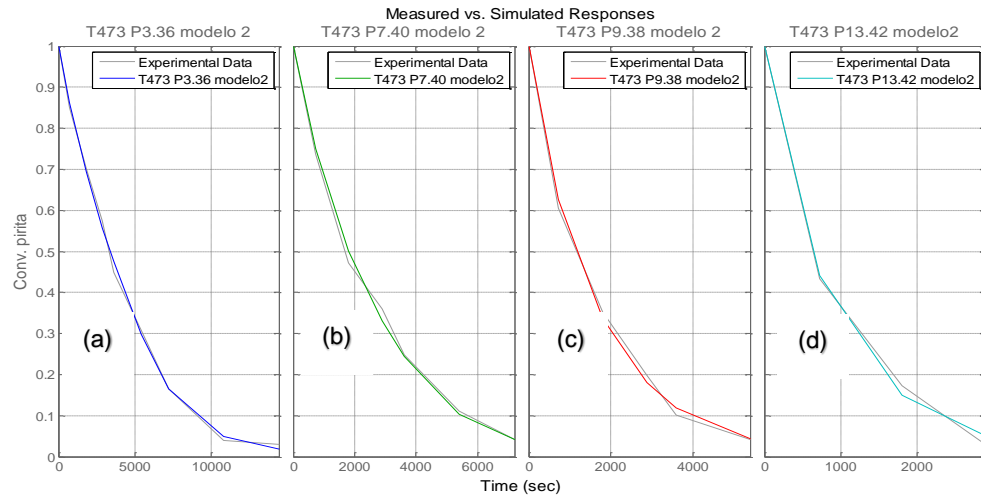 Measured vs. Simulated Responses
T473 P3.36 modelo 2
T473 P7.40 modelo 2
T473 P9.38 modelo 2
T473 P13.42 modelo 2
Experimental Data
T473 P3.36 modelo2
Experimental Data
T473 P7.40 modelo2
Experimental Data
T473 P9.38 modelo2
Experimental Data
T473 P13.42 modelo2
Conv. pirita
1
0.9
0.8
0.7
0.6
0.5
0.4
0.3
0.2
0.1
0
(a)
(b)
(c)
(d)
0 5000 10000
0 2000 4000 6000
0 2000 4000
0 1000 2000
Time (sec)